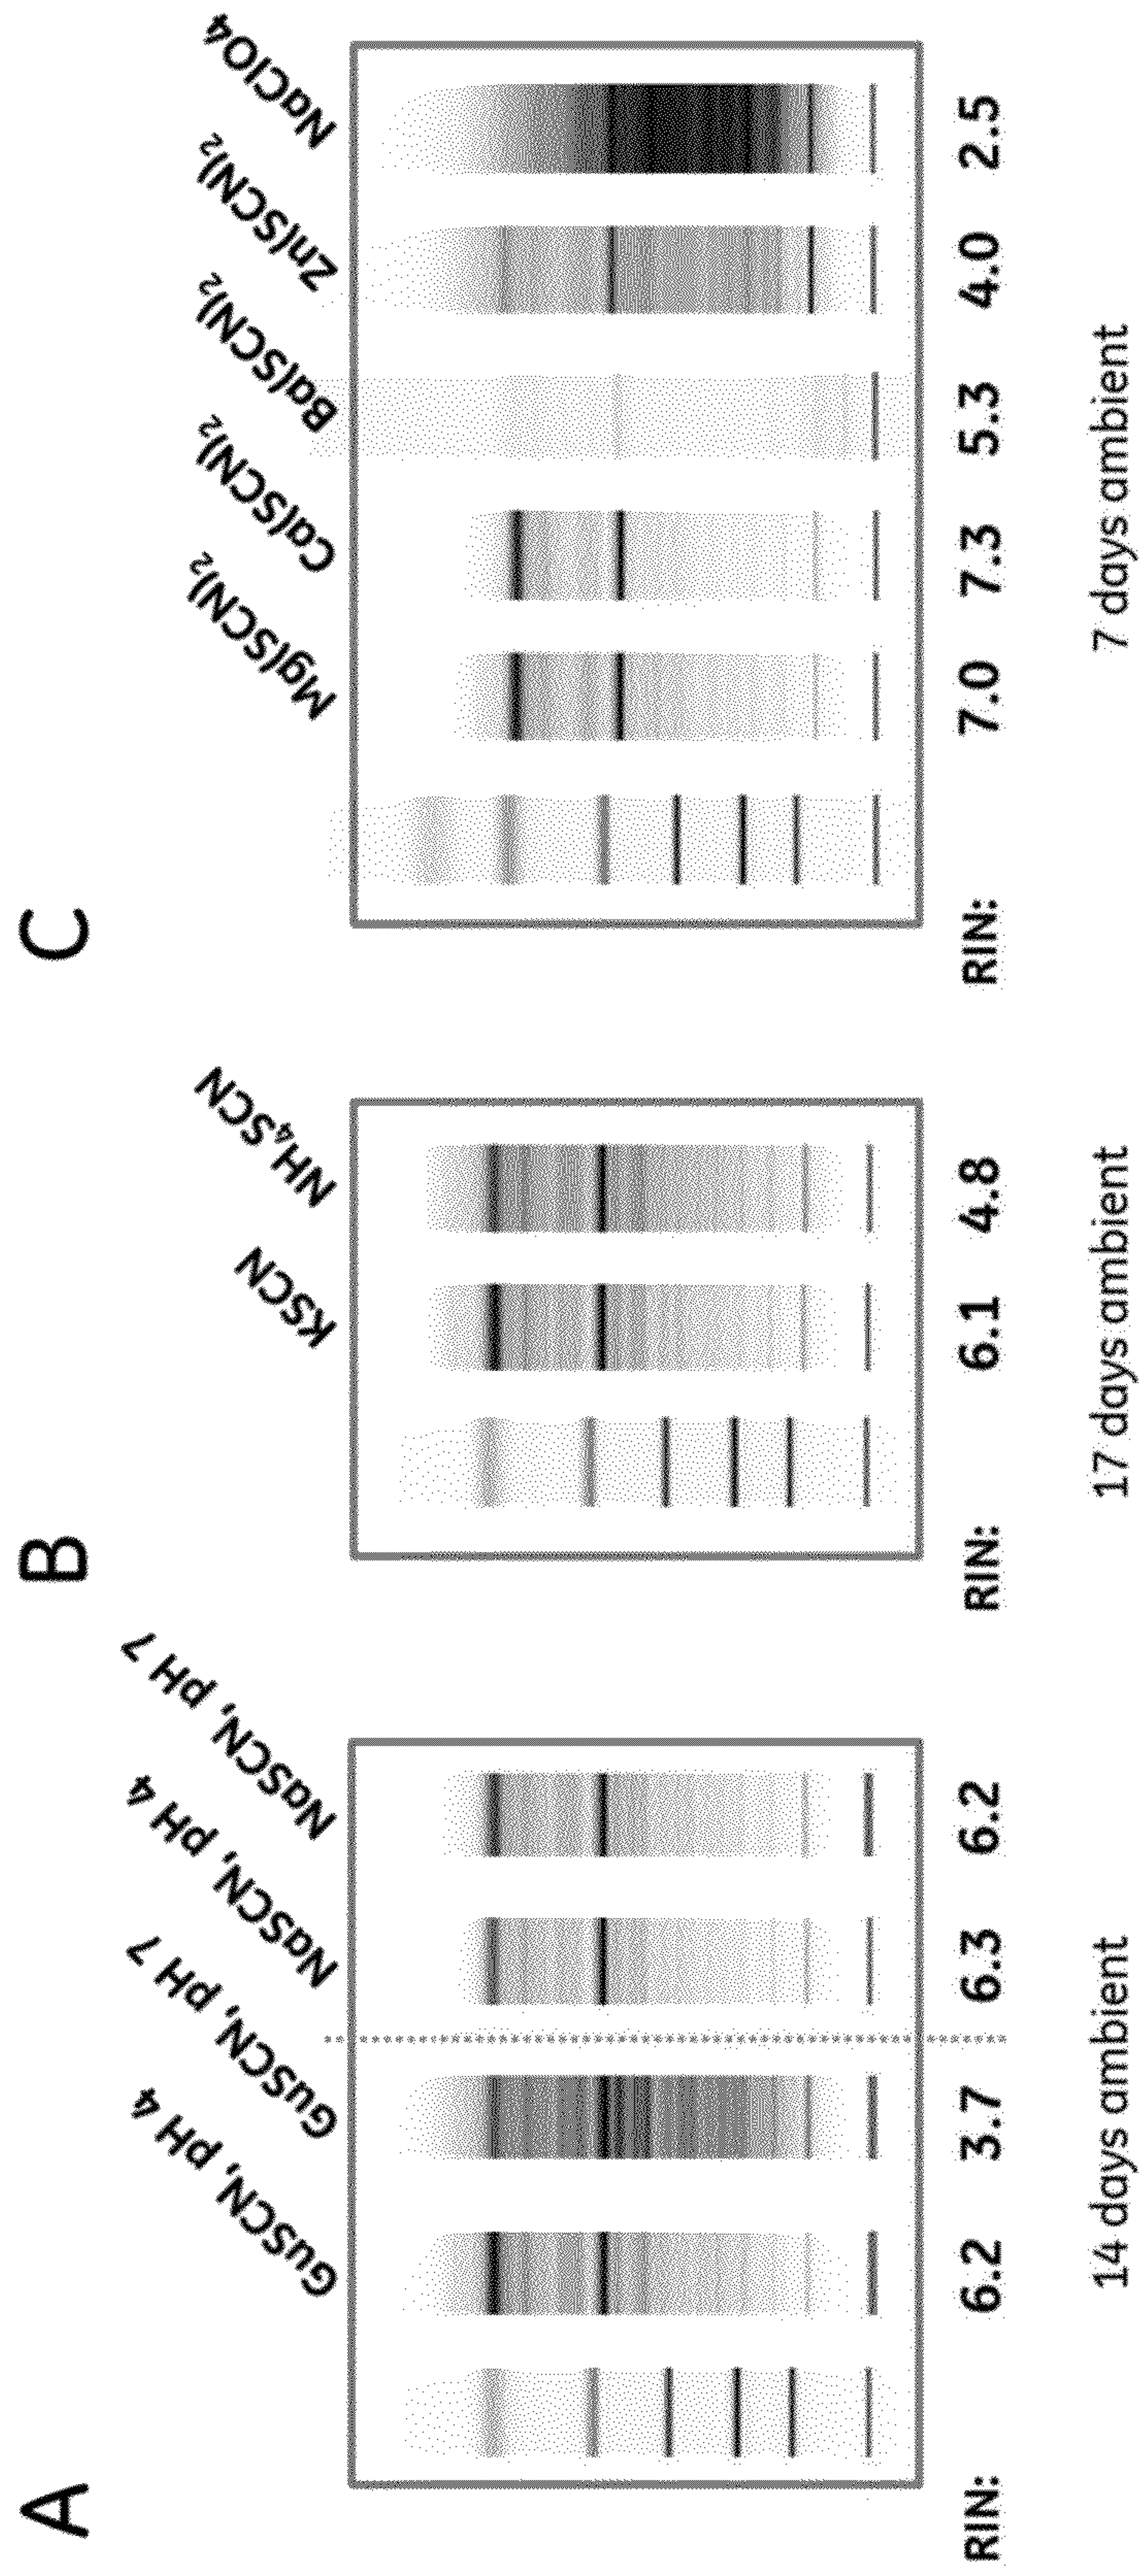 A
GuSCN, pH 4
GuSCN, pH 7
NaSCN, pH 4
NaSCN, pH 7
RIN: 6.2 3.7 6.3 6.2
14 days ambient
B
KSCN
NH₄SCN
RIN: 6.1 4.8
17 days ambient
C
Mg(SCN)₂
Ca(SCN)₂
Ba(SCN)₂
Zn(SCN)₂
NaClO4
RIN: 7.0 7.3 5.3 4.0 2.5
7 days ambient